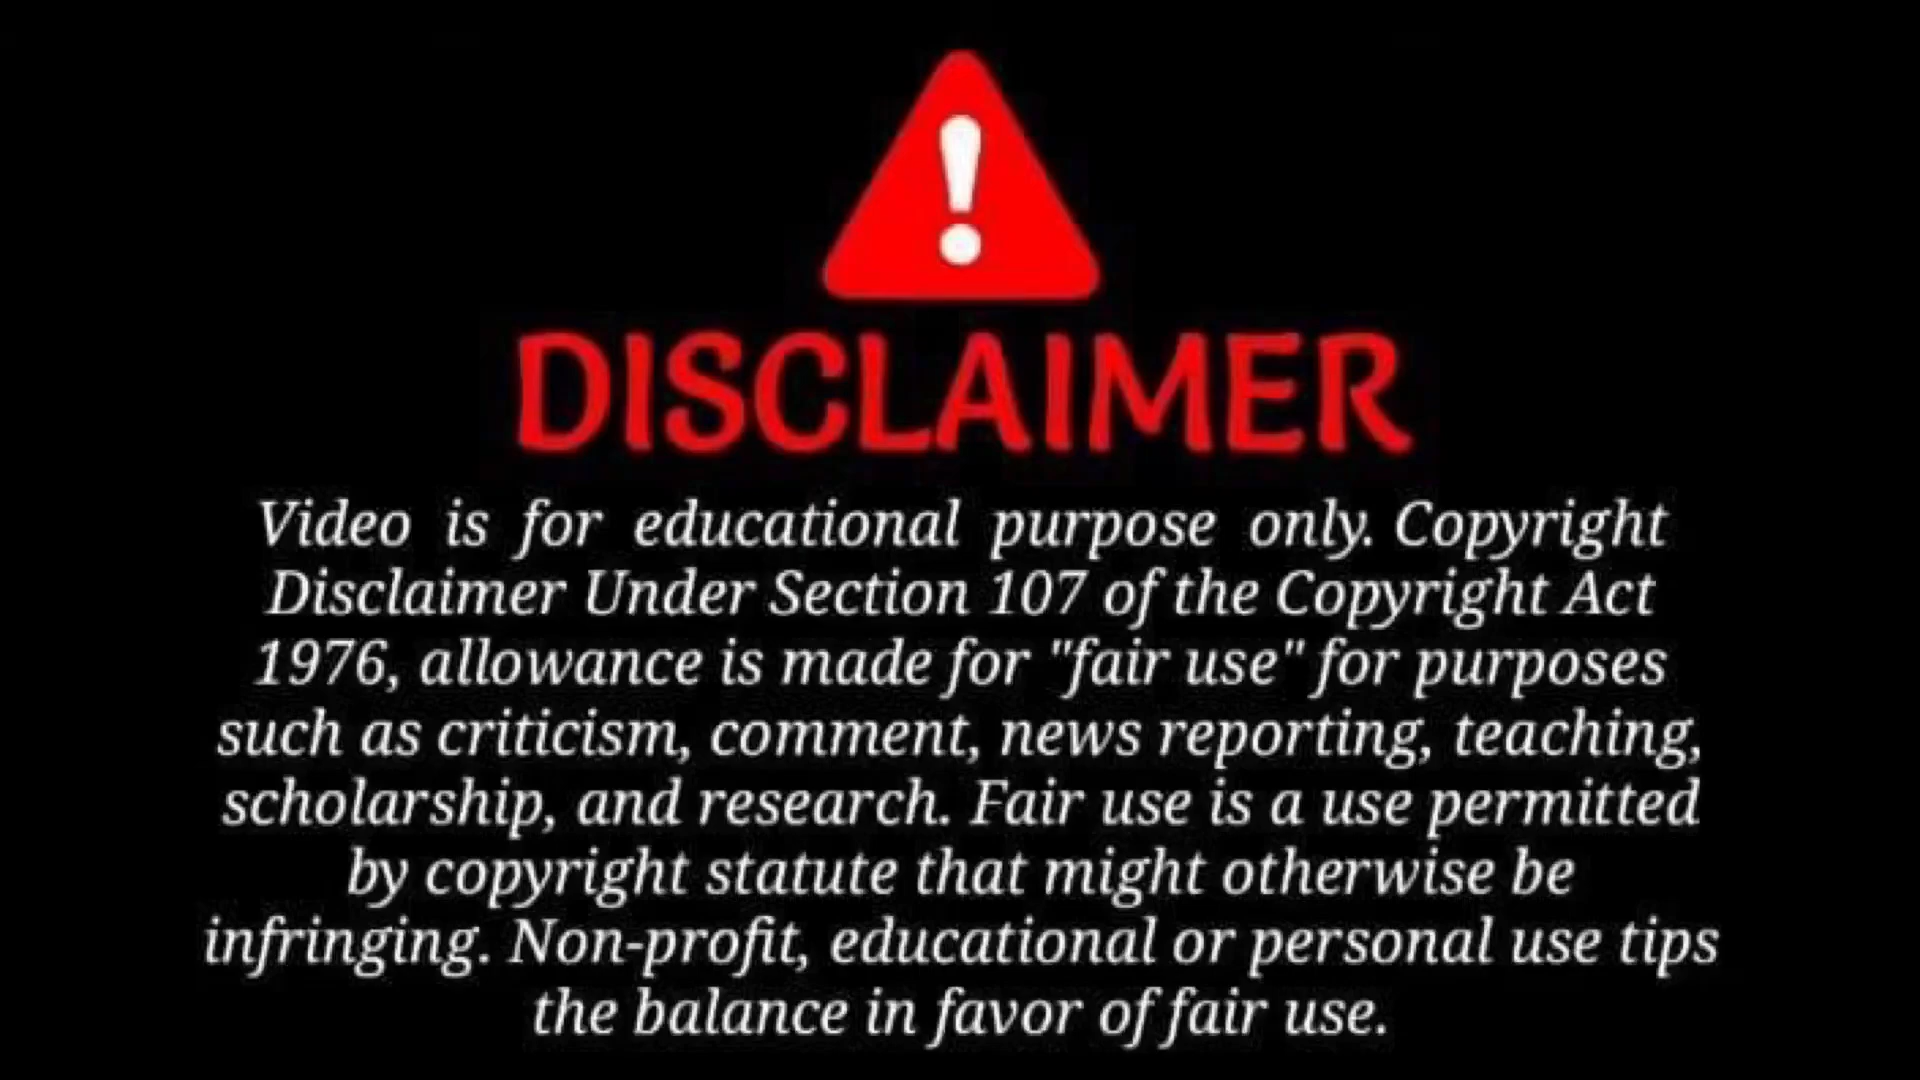 !
DISCLAIMER
Video is for educational purpose only. Copyright
Disclaimer Under Section 107 of the Copyright Act
1976, allowance is made for "fair use" for purposes
such as criticism, comment, news reporting, teaching,
scholarship, and research. Fair use is a use permitted
by copyright statute that might otherwise be
infringing. Non-profit, educational or personal use tips
the balance in favor of fair use.